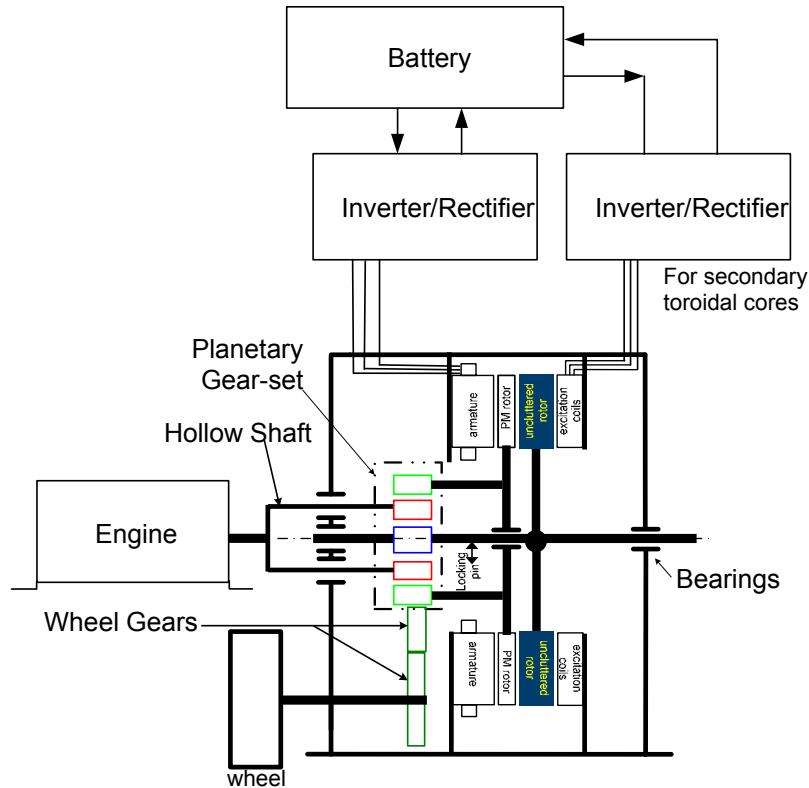 Battery
Inverter/Rectifier
Inverter/Rectifier
For secondary
toroidal cores
Planetary
Gear-set
Hollow Shaft
armature
PM rotor
uncluttered
rotor
excitation
coils
Engine
Locking
pin
Bearings
Wheel Gears
armature
PM rotor
uncluttered
rotor
excitation
coils
wheel